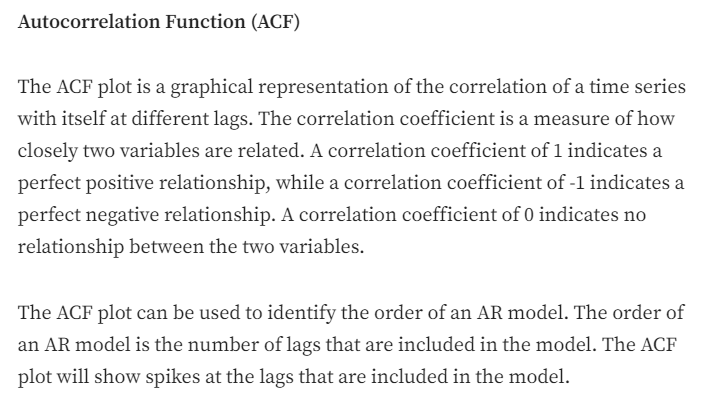 Autocorrelation Function (ACF)
The ACF plot is a graphical representation of the correlation of a time series
with itself at different lags. The correlation coefficient is a measure of how
closely two variables are related. A correlation coefficient of 1 indicates a
perfect positive relationship, while a correlation coefficient of -1 indicates a
perfect negative relationship. A correlation coefficient of 0 indicates no
relationship between the two variables.
The ACF plot can be used to identify the order of an AR model. The order of
an AR model is the number of lags that are included in the model. The ACF
plot will show spikes at the lags that are included in the model.